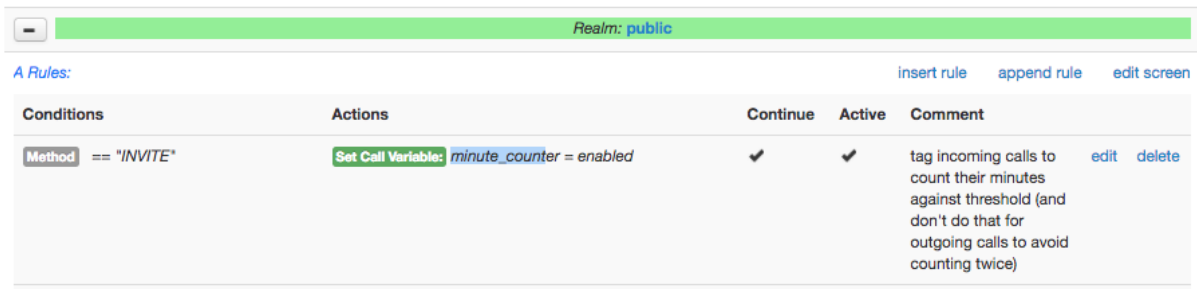 Realm: public
A Rules: insert rule append rule edit screen
Conditions Actions Continue Active Comment
Method == "INVITE" Set Call Variable: minute_counter = enabled ✔ ✔ tag incoming calls to edit delete
count their minutes
against threshold (and
don't do that for
outgoing calls to avoid
counting twice)